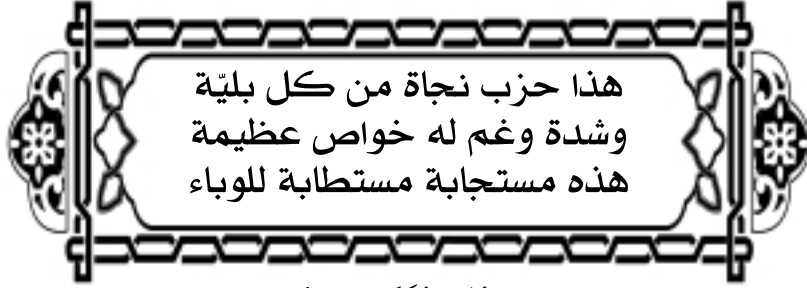 هذا حزب نجاة من كل بليّة
وشدة وغم له خواص عظيمة
هذه مستجابة مستطابة للوباء